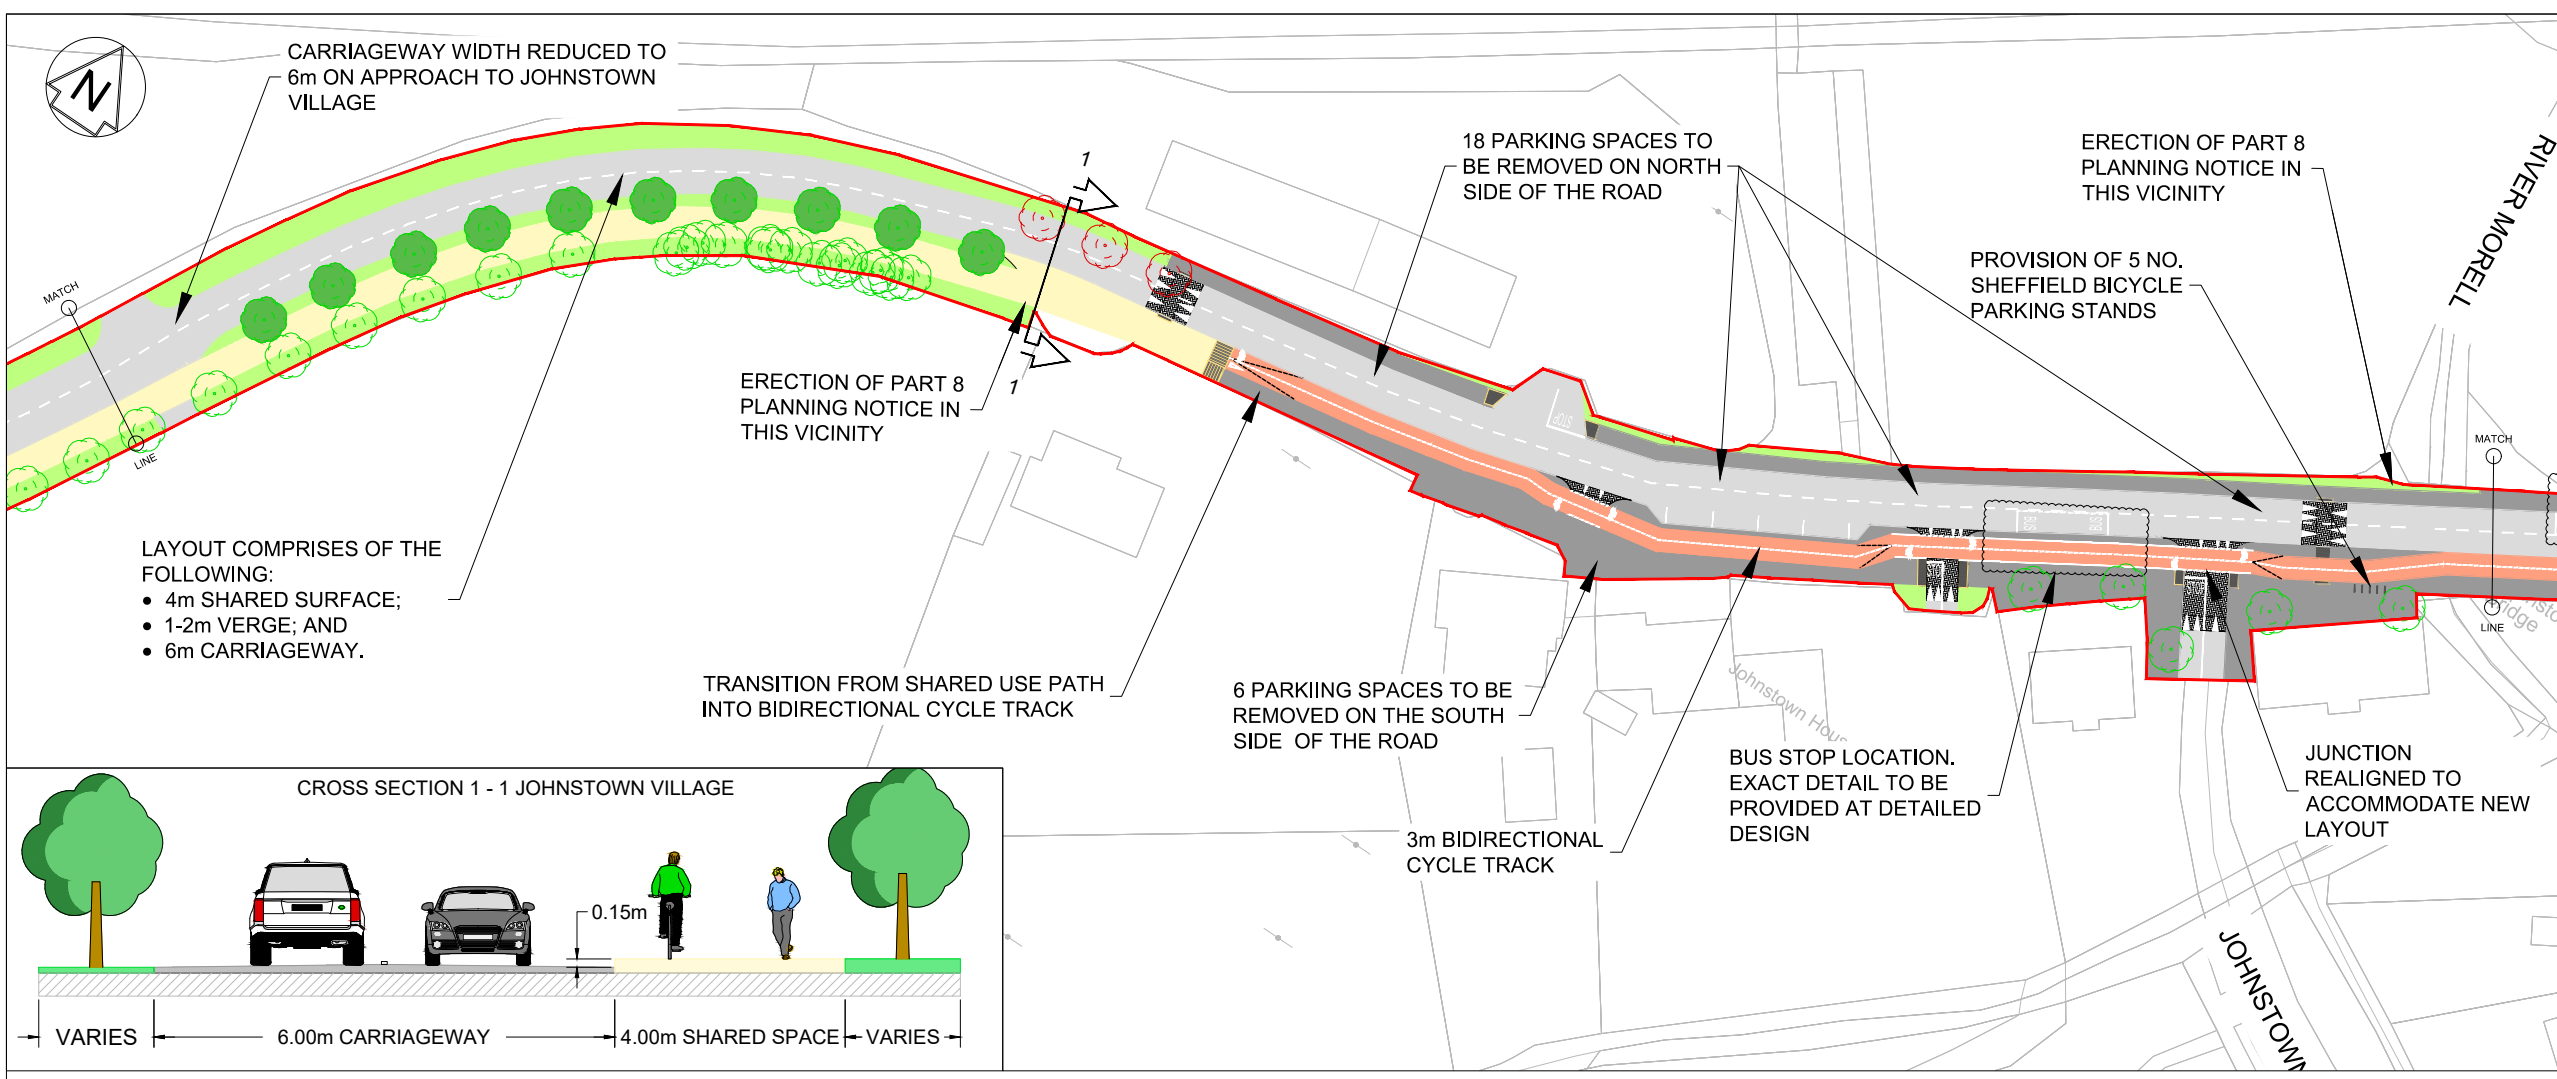 N
CARRIAGEWAY WIDTH REDUCED TO
6m ON APPROACH TO JOHNSTOWN
VILLAGE
1
18 PARKING SPACES TO
BE REMOVED ON NORTH
SIDE OF THE ROAD
ERECTION OF PART 8
PLANNING NOTICE IN
THIS VICINITY
RIVER MORELL
PROVISION OF 5 NO.
SHEFFIELD BICYCLE
PARKING STANDS
MATCH
LINE
ERECTION OF PART 8
PLANNING NOTICE IN
THIS VICINITY
1
STOP
MATCH
LINE
BUS
BUS
LAYOUT COMPRISES OF THE
FOLLOWING:
• 4m SHARED SURFACE;
• 1-2m VERGE; AND
• 6m CARRIAGEWAY.
TRANSITION FROM SHARED USE PATH
INTO BIDIRECTIONAL CYCLE TRACK
6 PARKIING SPACES TO BE
REMOVED ON THE SOUTH
SIDE OF THE ROAD
Johnstown Hous
BUS STOP LOCATION.
EXACT DETAIL TO BE
PROVIDED AT DETAILED
DESIGN
JUNCTION
REALIGNED TO
ACCOMMODATE NEW
LAYOUT
3m BIDIRECTIONAL
CYCLE TRACK
JOHNSTOWN
CROSS SECTION 1 - 1 JOHNSTOWN VILLAGE
0.15m
VARIES
6.00m CARRIAGEWAY
4.00m SHARED SPACE
VARIES